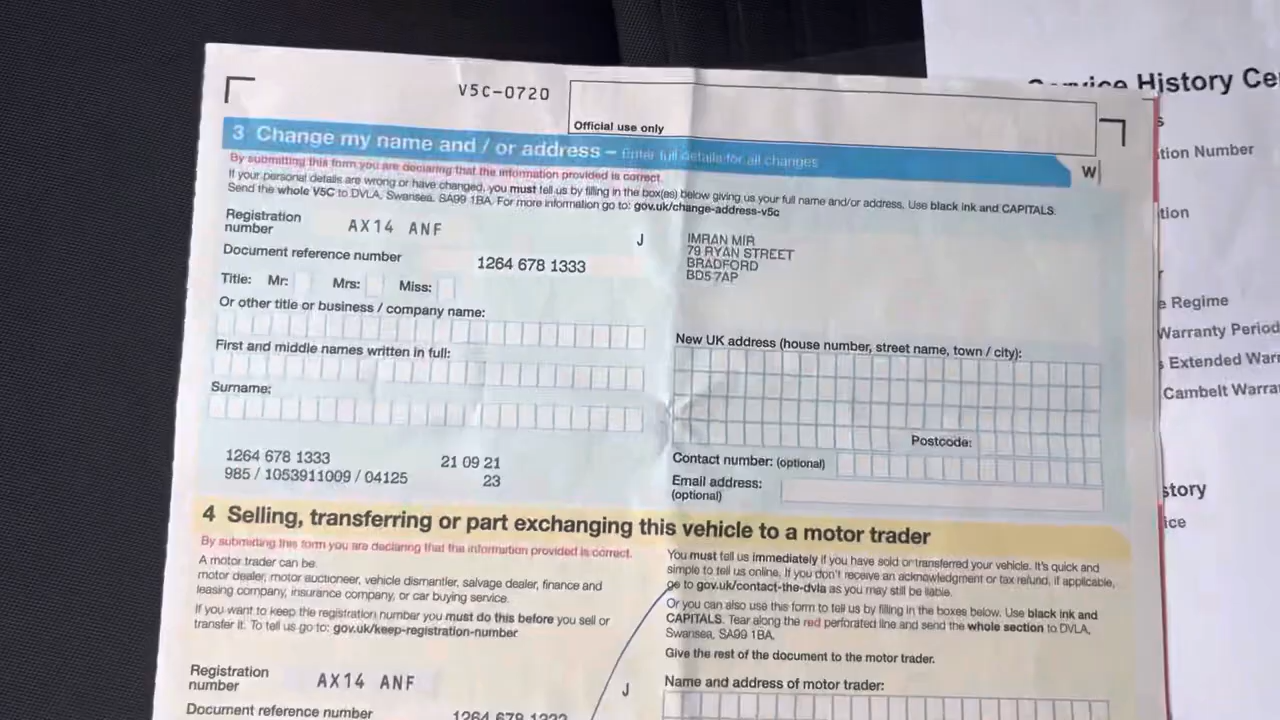 V5C-0720
Official use only
3 Change my name and / or address – Enter full details for all changes
W
By submitting this form you are declaring that the information provided is correct.
If your personal details are wrong or have changed, you must tell us by filling in the box(es) below giving us your full name and/or address. Use black ink and CAPITALS.
Send the whole V5C to DVLA, Swansea, SA99 1BA. For more information go to: gov.uk/change-address-v5c
Registration
number
AX14 ANF
J
IMRAN MIR
79 RYAN STREET
BRADFORD
BD5 7AP
Document reference number
1264 678 1333
Title: Mr: Mrs: Miss:
Or other title or business / company name:
First and middle names written in full:
Surname:
New UK address (house number, street name, town / city):
Postcode:
Contact number: (optional)
Email address:
(optional)
1264 678 1333 21 09 21
985 / 1053911009 / 04125 23
4 Selling, transferring or part exchanging this vehicle to a motor trader
By submitting this form you are declaring that the information provided is correct.
A motor trader can be
motor dealer, motor auctioneer, vehicle dismantler, salvage dealer, finance and
leasing company, insurance company, or car buying service.
If you want to keep the registration number you must do this before you sell or
transfer it. To tell us go to: gov.uk/keep-registration-number
You must tell us immediately if you have sold or transferred your vehicle. It's quick and
simple to tell us online. If you don't receive an acknowledgment or tax refund, if applicable,
go to gov.uk/contact-the-dvla as you may still be liable.
Or you can also use this form to tell us by filling in the boxes below. Use black ink and
CAPITALS. Tear along the red perforated line and send the whole section to DVLA,
Swansea, SA99 1BA.
Give the rest of the document to the motor trader.
Registration
number
AX14 ANF
J
Name and address of motor trader:
Document reference number
History Ce
s
tion Number
tion
r
e Regime
Warranty Period
s Extended Warr
Cambelt Warra
story
ice